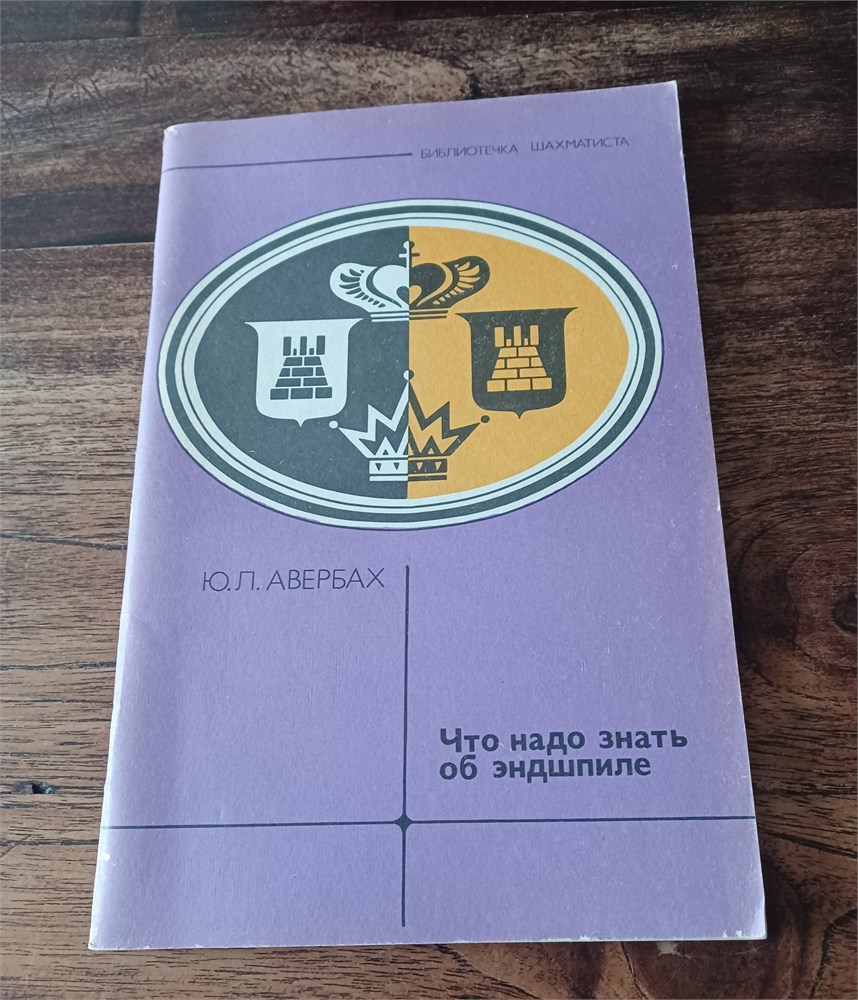 БИБЛИОТЕЧКА ШАХМАТИСТА
Ю. Л. АВЕРБАХ
Что надо знать
об эндшпиле